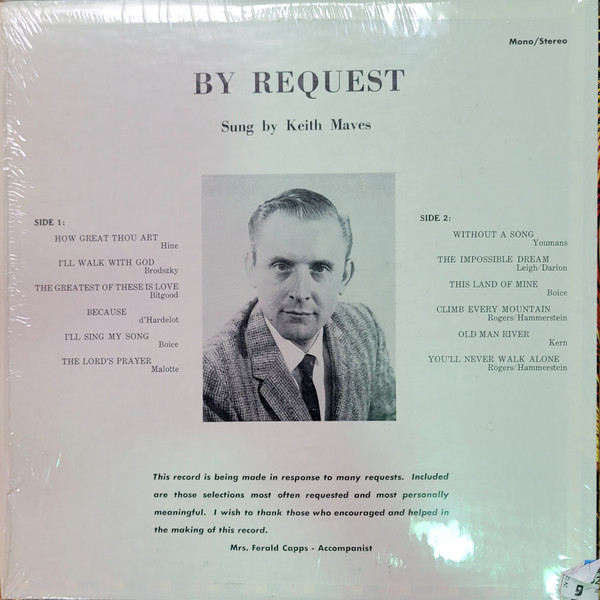 Mono/Stereo
BY REQUEST
Sung by Keith Maves
SIDE 1:
HOW GREAT THOU ART
Hine
I'LL WALK WITH GOD
Brodszky
THE GREATEST OF THESE IS LOVE
Bitgood
BECAUSE
d'Hardelot
I'LL SING MY SONG
Boice
THE LORD'S PRAYER
Malotte
SIDE 2:
WITHOUT A SONG
Youmans
THE IMPOSSIBLE DREAM
Leigh/Darion
THIS LAND OF MINE
Boice
CLIMB EVERY MOUNTAIN
Rogers/Hammerstein
OLD MAN RIVER
Kern
YOU'LL NEVER WALK ALONE
Rogers/Hammerstein
This record is being made in response to many requests. Included
are those selections most often requested and most personally
meaningful. I wish to thank those who encouraged and helped in
the making of this record.
Mrs. Ferald Capps - Accompanist
9